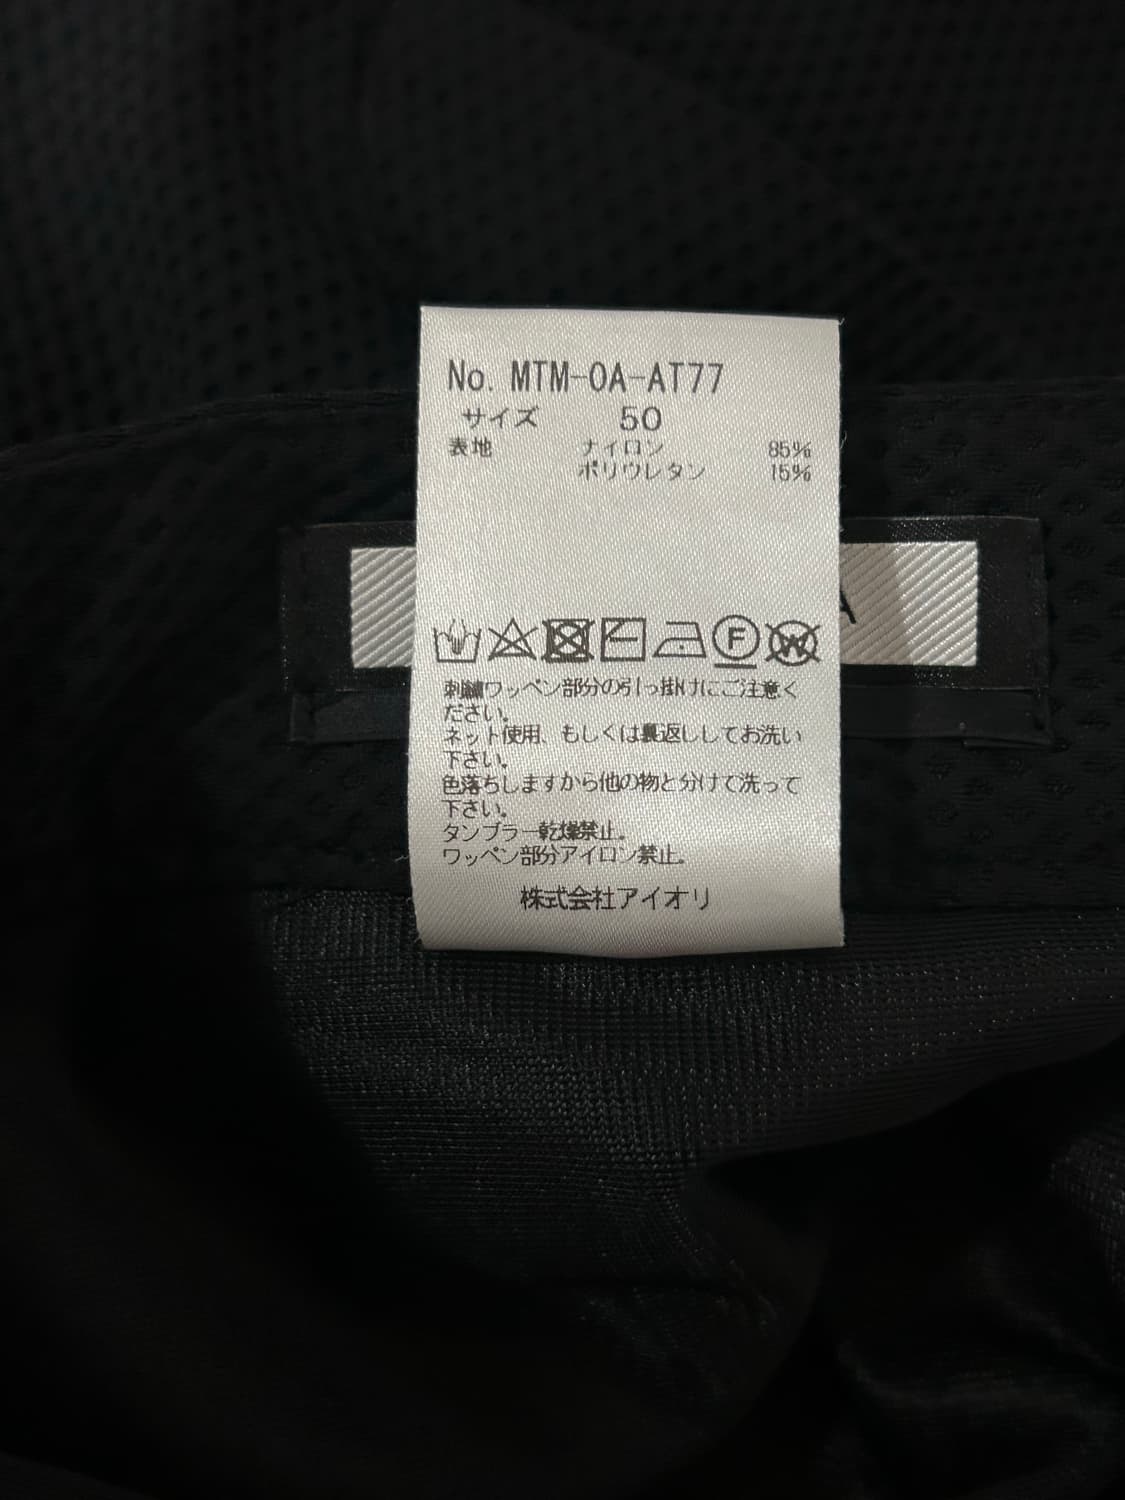 No. MTM-OA-AT77
サイズ 50
表地 ナイロン 85%
ポリウレタン 15%
A
F
W
刺繍ワッペン部分の引っ掛けにご注意く
ださい。
ネット使用、もしくは裏返ししてお洗い
下さい。
色落ちしますから他の物と分けて洗って
下さい。
タンブラー乾燥禁止。
ワッペン部分アイロン禁止。
株式会社アイオリ